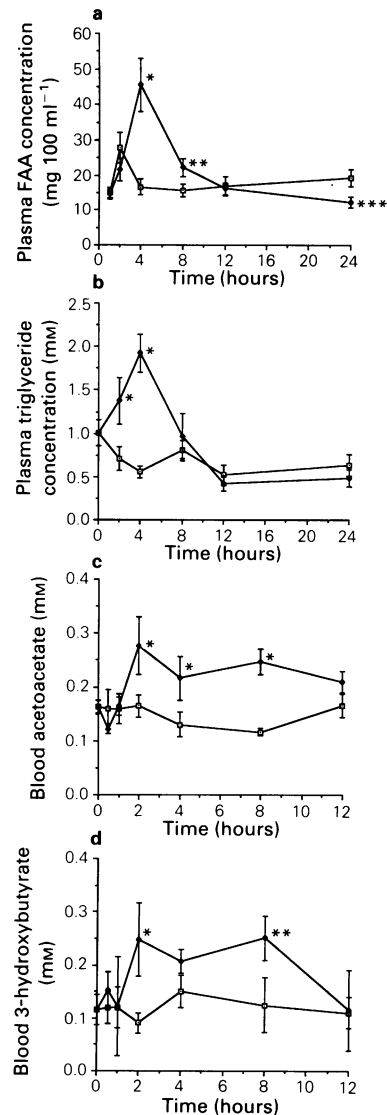 a
Plasma FAA concentration
(mg 100 ml⁻¹)
60
50
40
30
20
10
0
*
**
***
0 4 8 12 16 20 24
Time (hours)
b
Plasma triglyceride
concentration (mM)
2.5
2.0
1.5
1.0
0.5
0.0
*
*
0 4 8 12 16 20 24
Time (hours)
c
Blood acetoacetate (mM)
0.4
0.3
0.2
0.1
0.0
*
*
*
0 2 4 6 8 10 12
Time (hours)
d
Blood 3-hydroxybutyrate
(mM)
0.4
0.3
0.2
0.1
0.0
*
**
0 2 4 6 8 10 12
Time (hours)